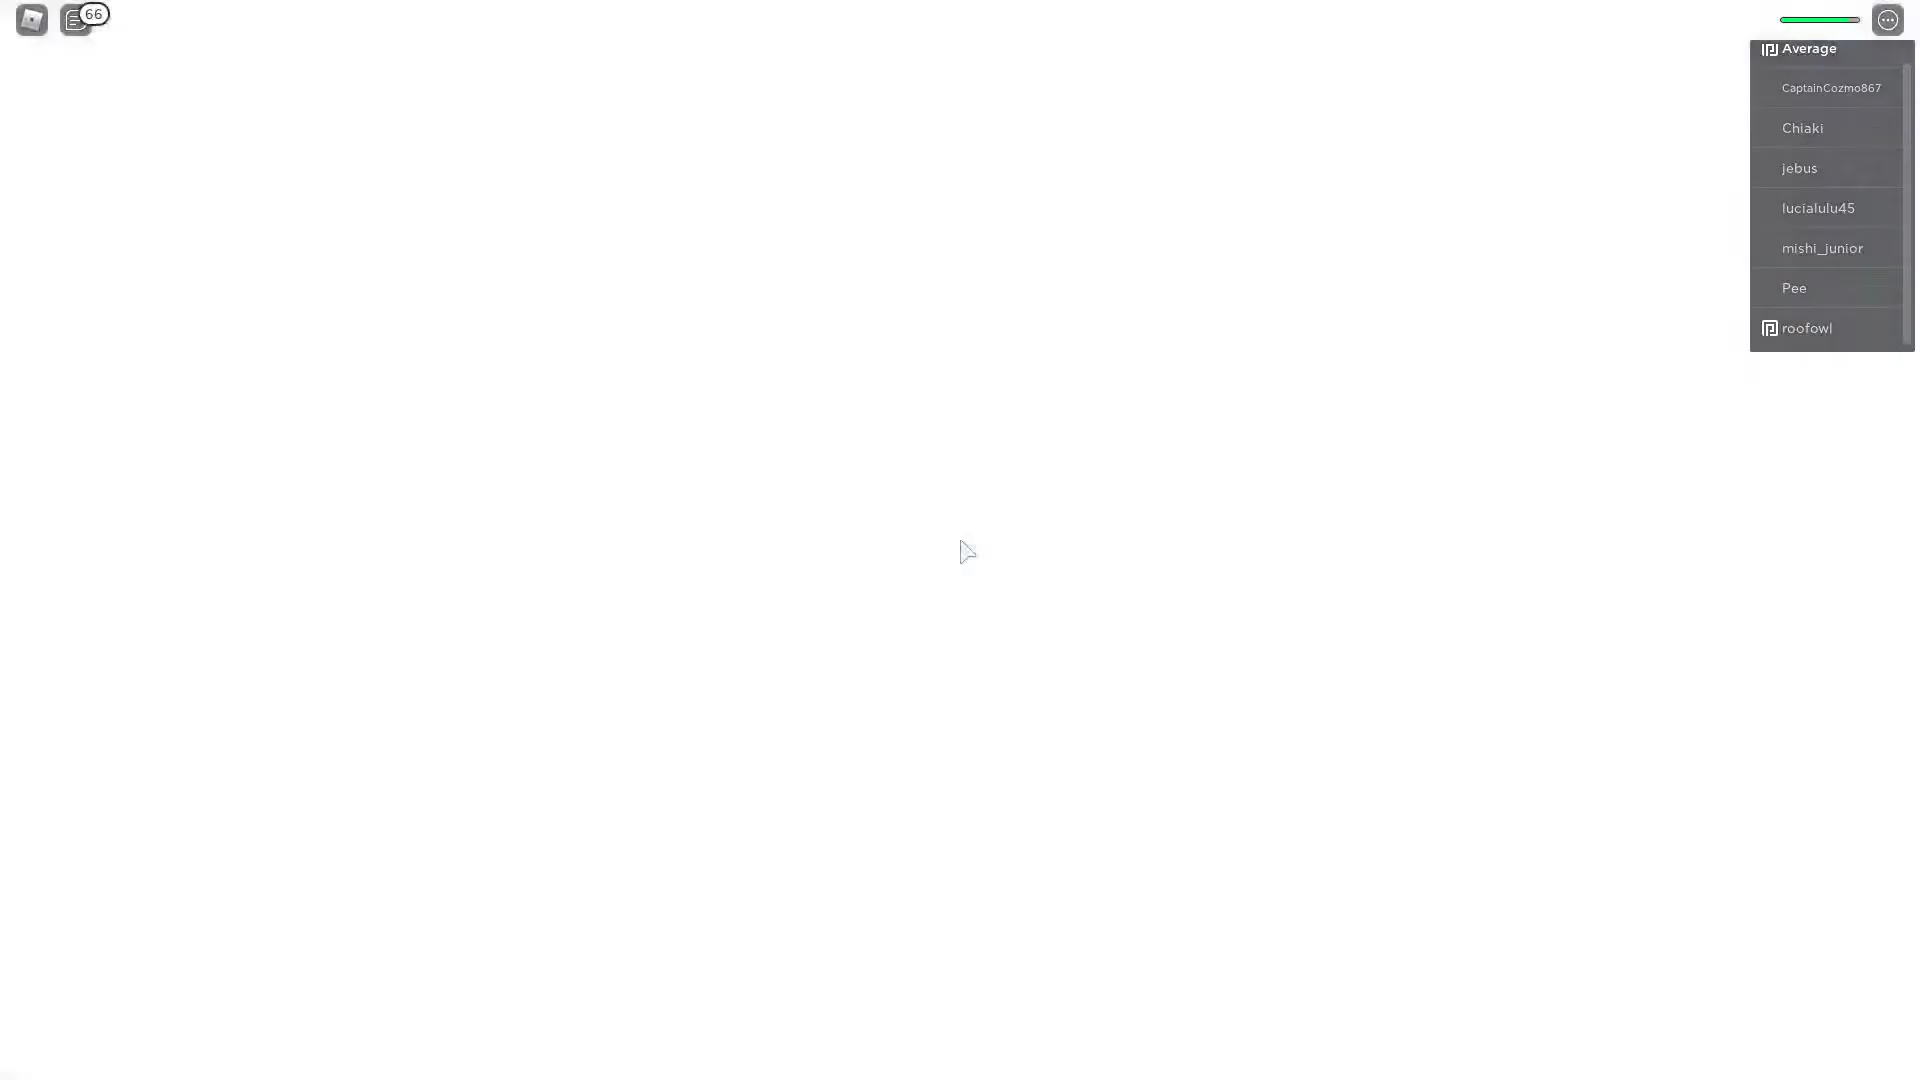 66
Average
CaptainCozmo867
Chiaki
jebus
lucialulu45
mishi_junior
Pee
roofowl